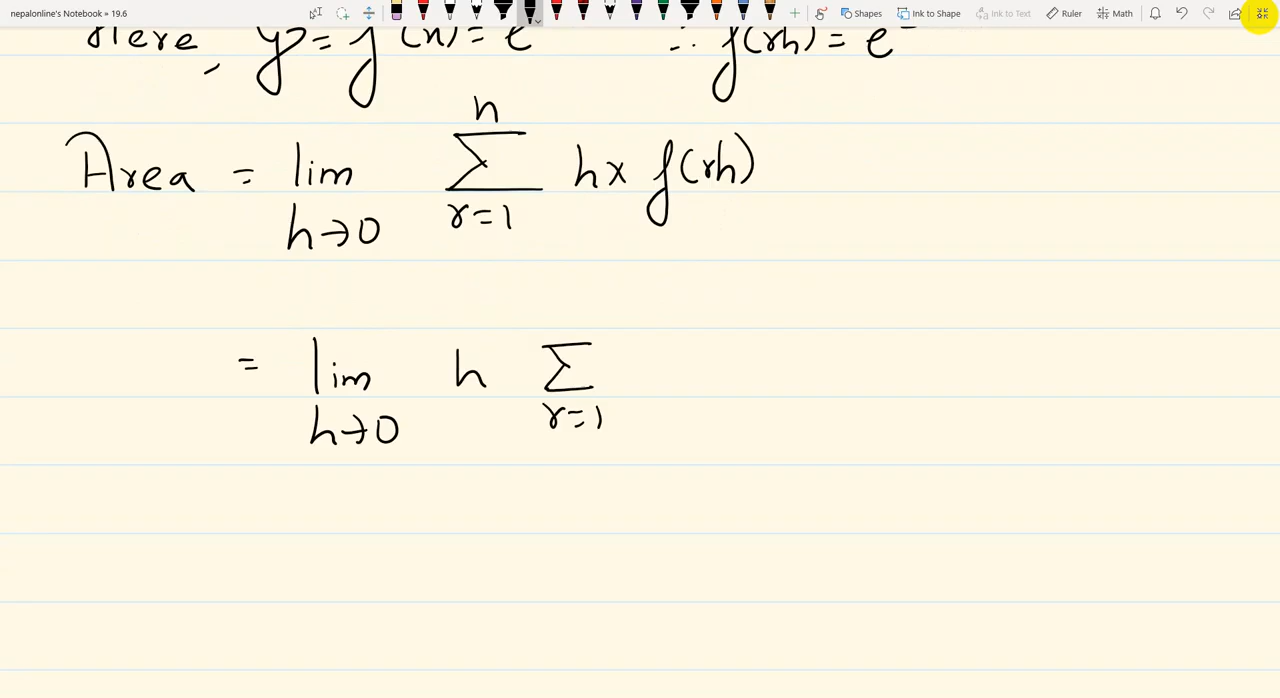 nepalonline's Notebook » 19.6
Shapes Ink to Shape Ink to Text Ruler Math
Here, y = f(x) = e ∴ f(rh) = e
n
Area = lim ∑ h× f(rh)
h→0 r=1
= lim h ∑
h→0 r=1